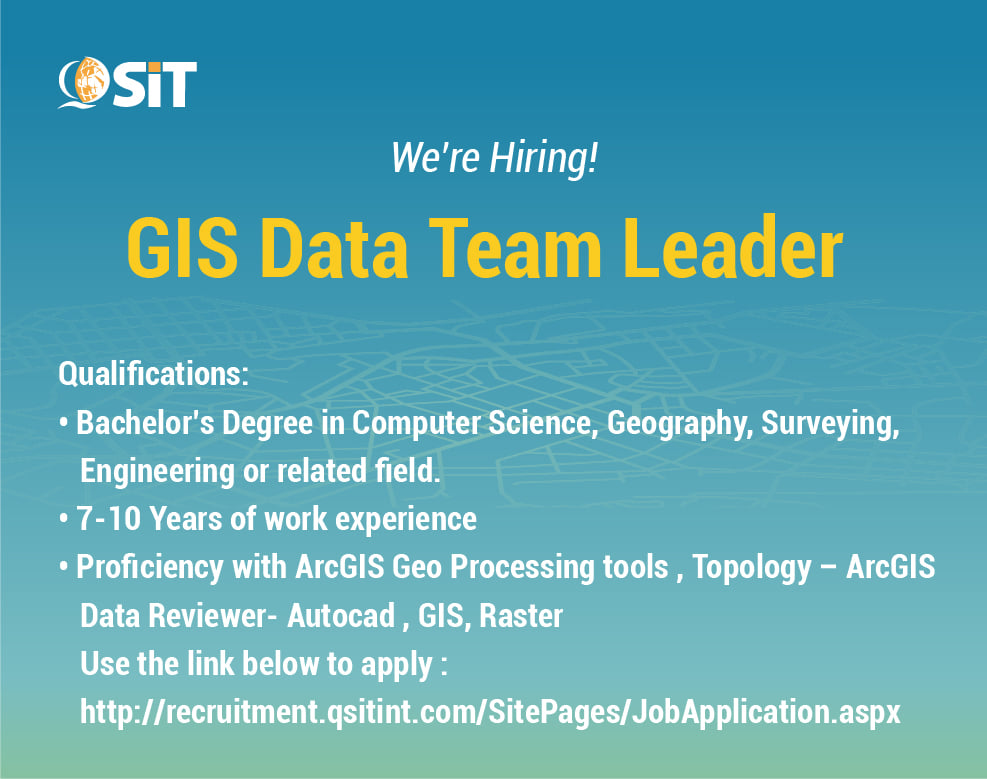 QSiT
We're Hiring!
GIS Data Team Leader
Qualifications:
• Bachelor's Degree in Computer Science, Geography, Surveying,
Engineering or related field.
• 7-10 Years of work experience
• Proficiency with ArcGIS Geo Processing tools , Topology – ArcGIS
Data Reviewer- Autocad , GIS, Raster
Use the link below to apply :
http://recruitment.qsitint.com/SitePages/JobApplication.aspx